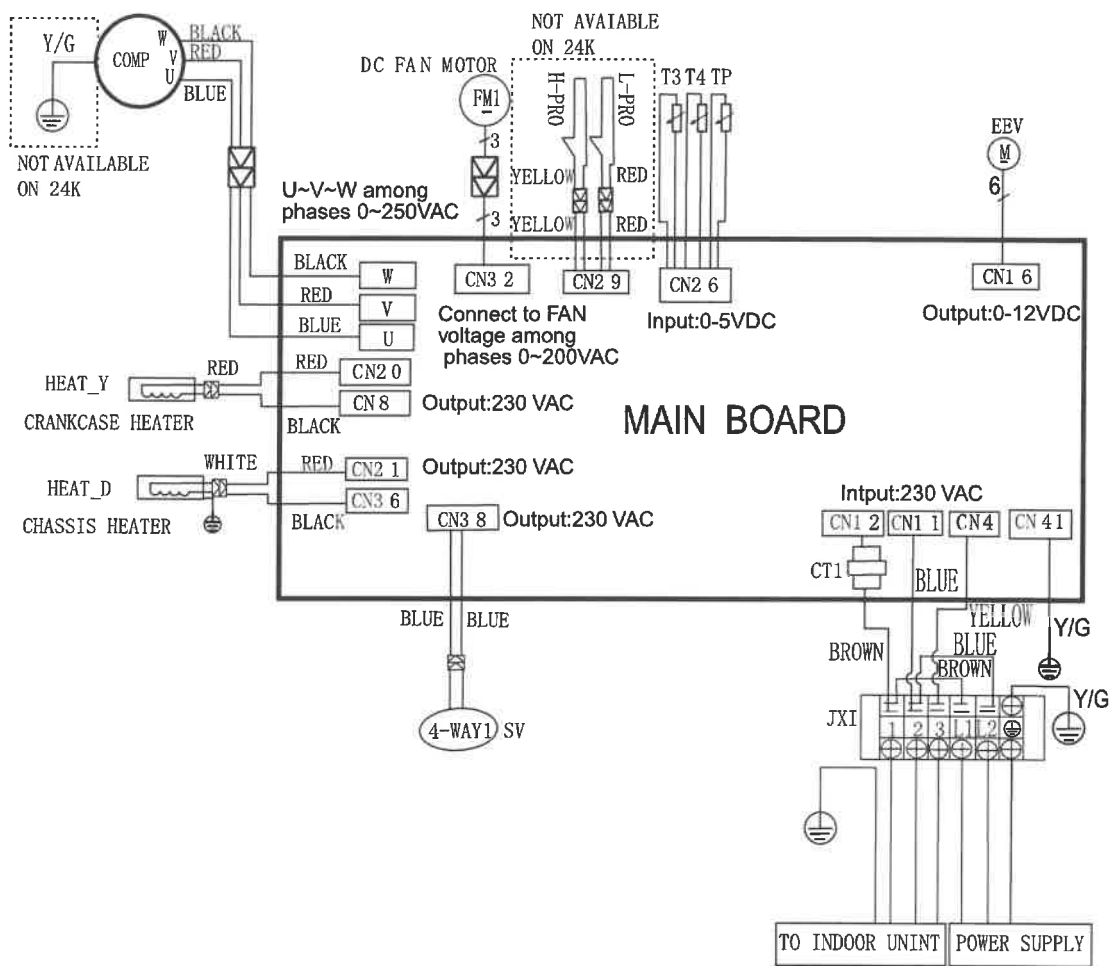 NOT AVAIABLE
ON 24K
Y/G
COMP
W
V
U
BLACK
RED
BLUE
NOT AVAILABLE
ON 24K
DC FAN MOTOR
FM1
3
3
H-PRO
L-PRO
YELLOW
RED
YELLOW
RED
T3 T4 TP
EEV
M
6
U~V~W among
phases 0~250VAC
BLACK
W
RED
V
BLUE
U
CN3 2
Connect to FAN
voltage among
phases 0~200VAC
CN2 9
CN2 6
Input:0-5VDC
CN1 6
Output:0-12VDC
HEAT_Y
CRANKCASE HEATER
RED
RED
CN2 0
CN8
BLACK
Output:230 VAC
MAIN BOARD
HEAT_D
CHASSIS HEATER
WHITE
RED
CN2 1
CN3 6
BLACK
Output:230 VAC
CN3 8
Output:230 VAC
BLUE
BLUE
4-WAY1
SV
Intput:230 VAC
CN1 2
CN1 1
CN4
CN 41
CT1
BLUE
YELLOW
Y/G
BROWN
BLUE
BROWN
Y/G
JX1
1
2
3
L1
L2
TO INDOOR UNINT
POWER SUPPLY